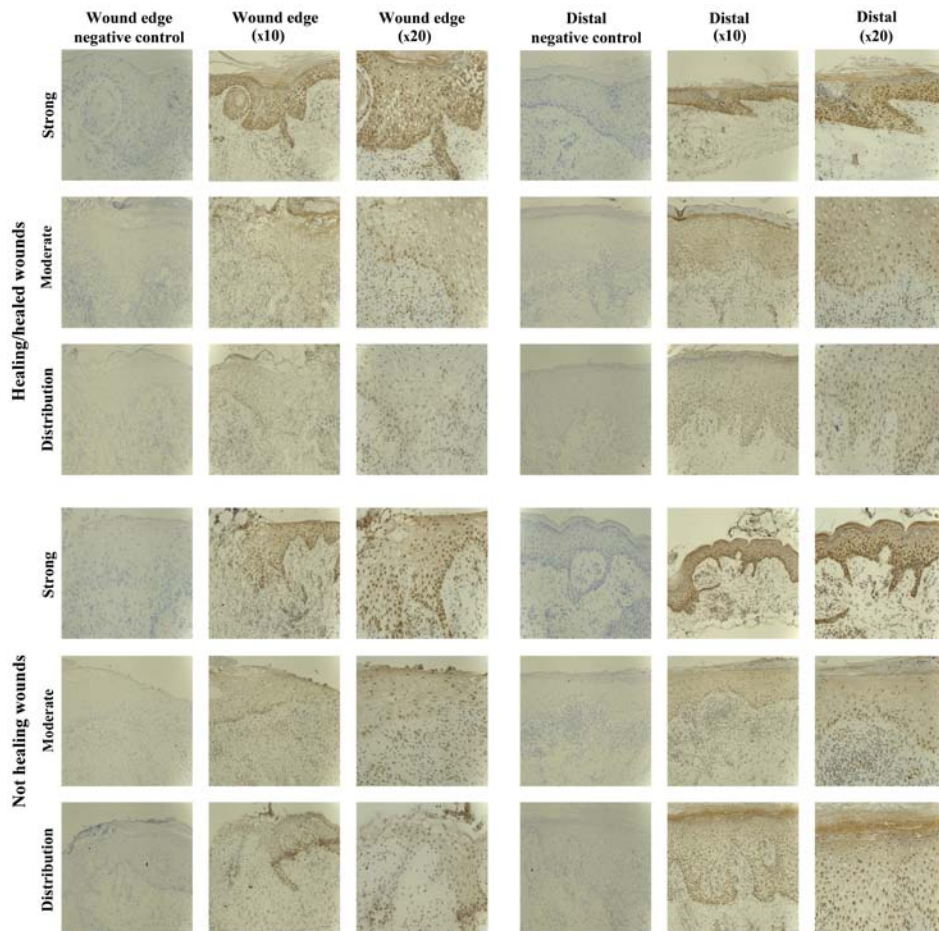 Wound edge
negative control
Wound edge
(x10)
Wound edge
(x20)
Distal
negative control
Distal
(x10)
Distal
(x20)
Healing/healed wounds
Strong
Moderate
Distribution
Not healing wounds
Strong
Moderate
Distribution